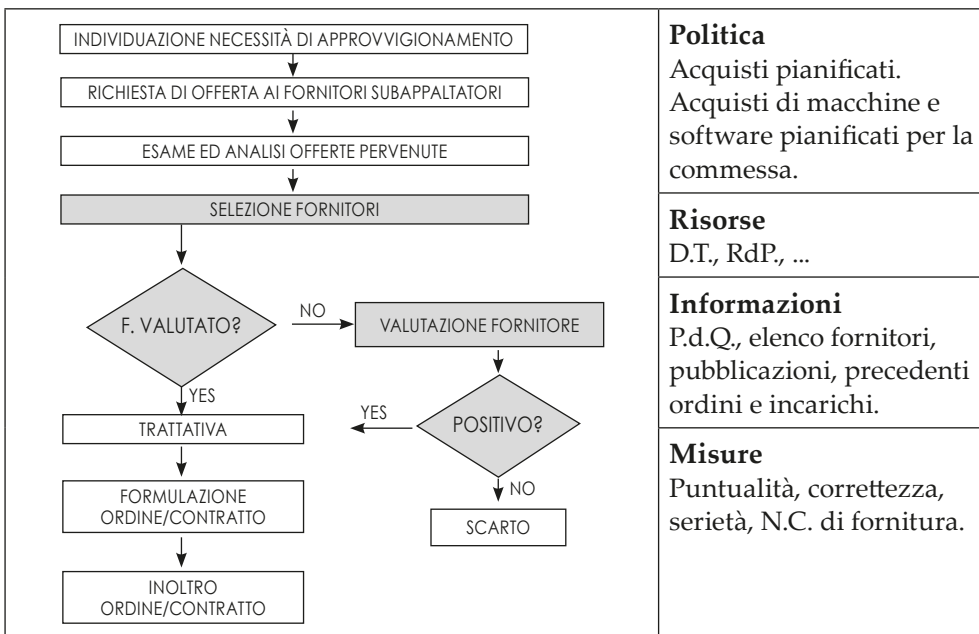 INDIVIDUAZIONE NECESSITÀ DI APPROVVIGIONAMENTO
RICHIESTA DI OFFERTA AI FORNITORI SUBAPPALTATORI
ESAME ED ANALISI OFFERTE PERVENUTE
SELEZIONE FORNITORI
F. VALUTATO?
NO
VALUTAZIONE FORNITORE
YES
TRATTATIVA
YES
POSITIVO?
NO
SCARTO
FORMULAZIONE
ORDINE/CONTRATTO
INOLTRO
ORDINE/CONTRATTO
Politica
Acquisti pianificati.
Acquisti di macchine e
software pianificati per la
commessa.
Risorse
D.T., RdP., ...
Informazioni
P.d.Q., elenco fornitori,
pubblicazioni, precedenti
ordini e incarichi.
Misure
Puntualità, correttezza,
serietà, N.C. di fornitura.